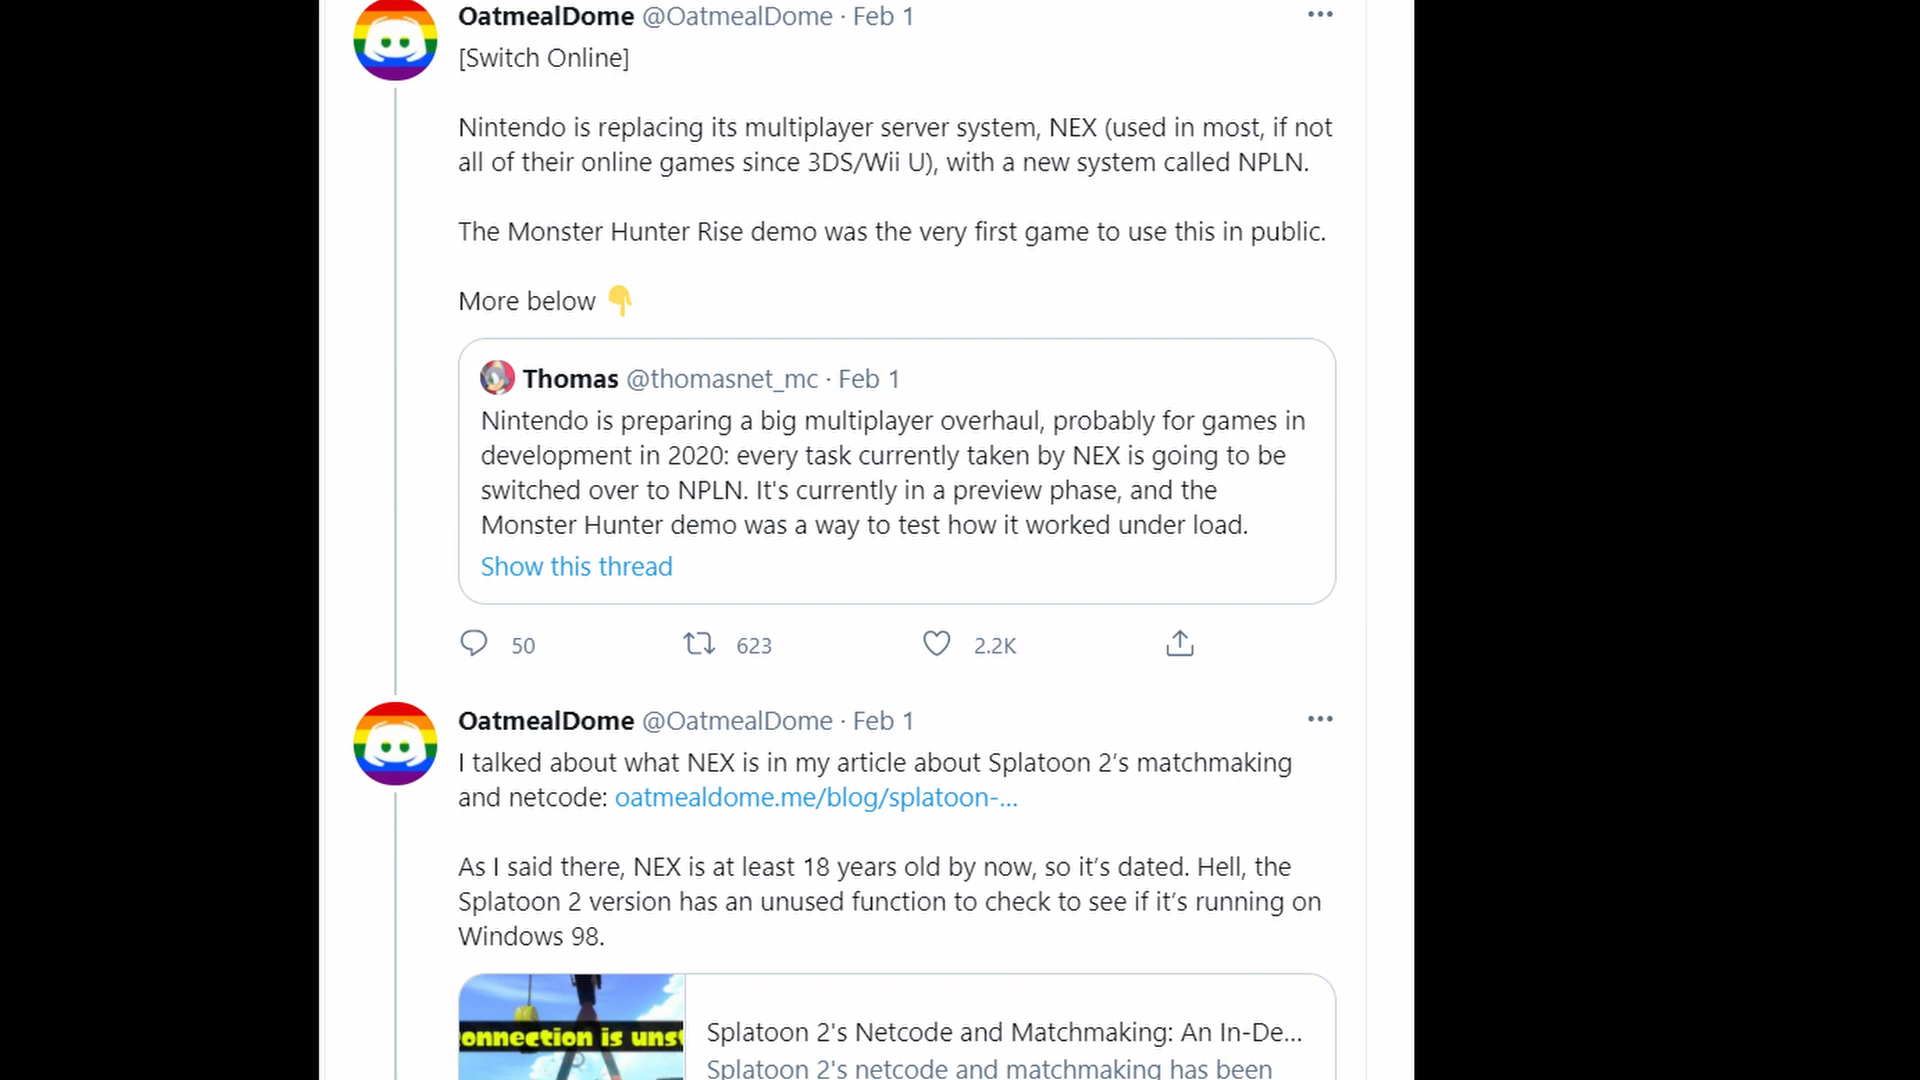 OatmealDome @OatmealDome · Feb 1
[Switch Online]
Nintendo is replacing its multiplayer server system, NEX (used in most, if not
all of their online games since 3DS/Wii U), with a new system called NPLN.
The Monster Hunter Rise demo was the very first game to use this in public.
More below 👇
Thomas @thomasnet_mc · Feb 1
Nintendo is preparing a big multiplayer overhaul, probably for games in
development in 2020: every task currently taken by NEX is going to be
switched over to NPLN. It's currently in a preview phase, and the
Monster Hunter demo was a way to test how it worked under load.
Show this thread
50 623 2.2K
OatmealDome @OatmealDome · Feb 1
I talked about what NEX is in my article about Splatoon 2’s matchmaking
and netcode: oatmealdome.me/blog/splatoon-...
As I said there, NEX is at least 18 years old by now, so it’s dated. Hell, the
Splatoon 2 version has an unused function to check to see if it’s running on
Windows 98.
onnection is unst
Splatoon 2's Netcode and Matchmaking: An In-De...
Splatoon 2's netcode and matchmaking has been